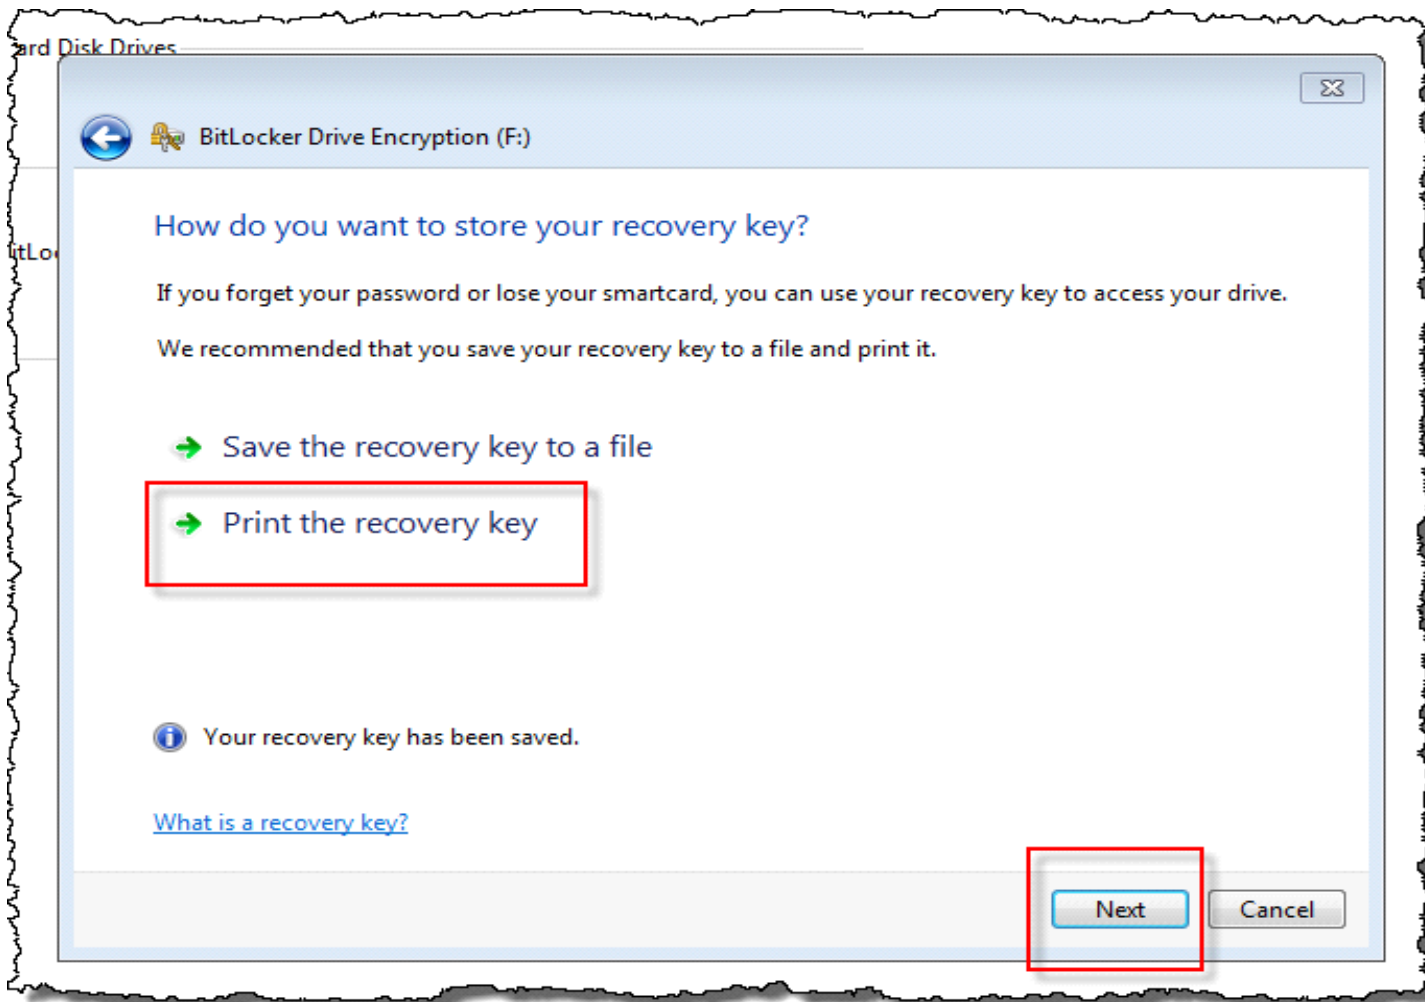 ard Disk Drives
BitLocker Drive Encryption (F:)
How do you want to store your recovery key?
itLo
If you forget your password or lose your smartcard, you can use your recovery key to access your drive.
We recommended that you save your recovery key to a file and print it.
Save the recovery key to a file
Print the recovery key
Your recovery key has been saved.
What is a recovery key?
Next Cancel